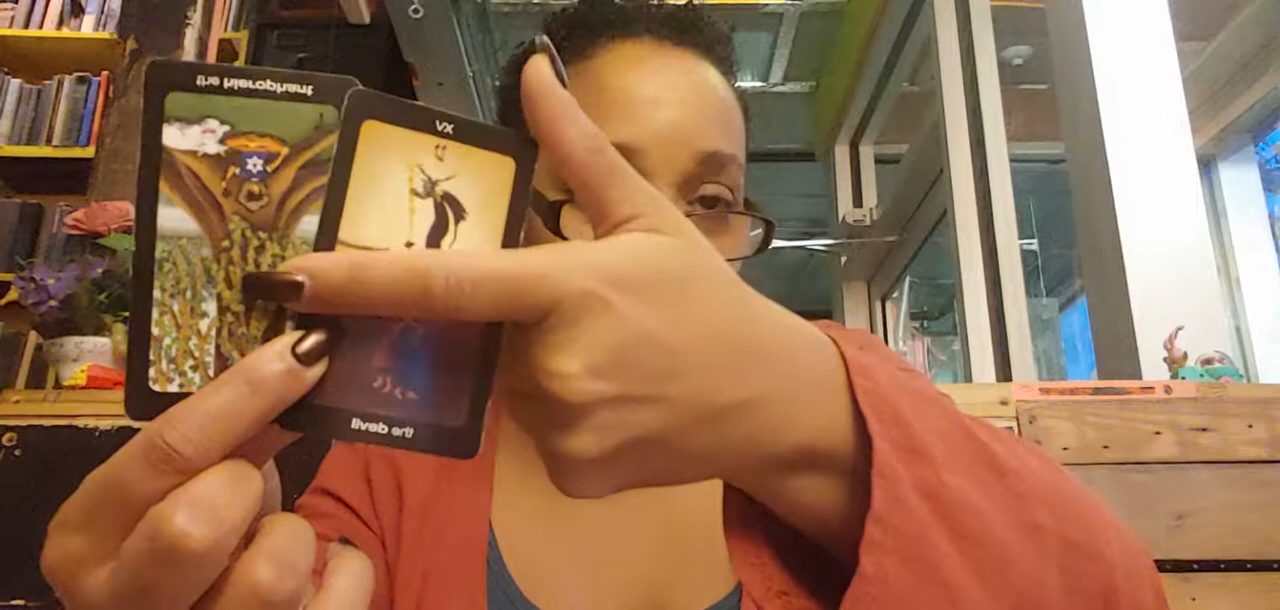 the hierophant
XV
the devil